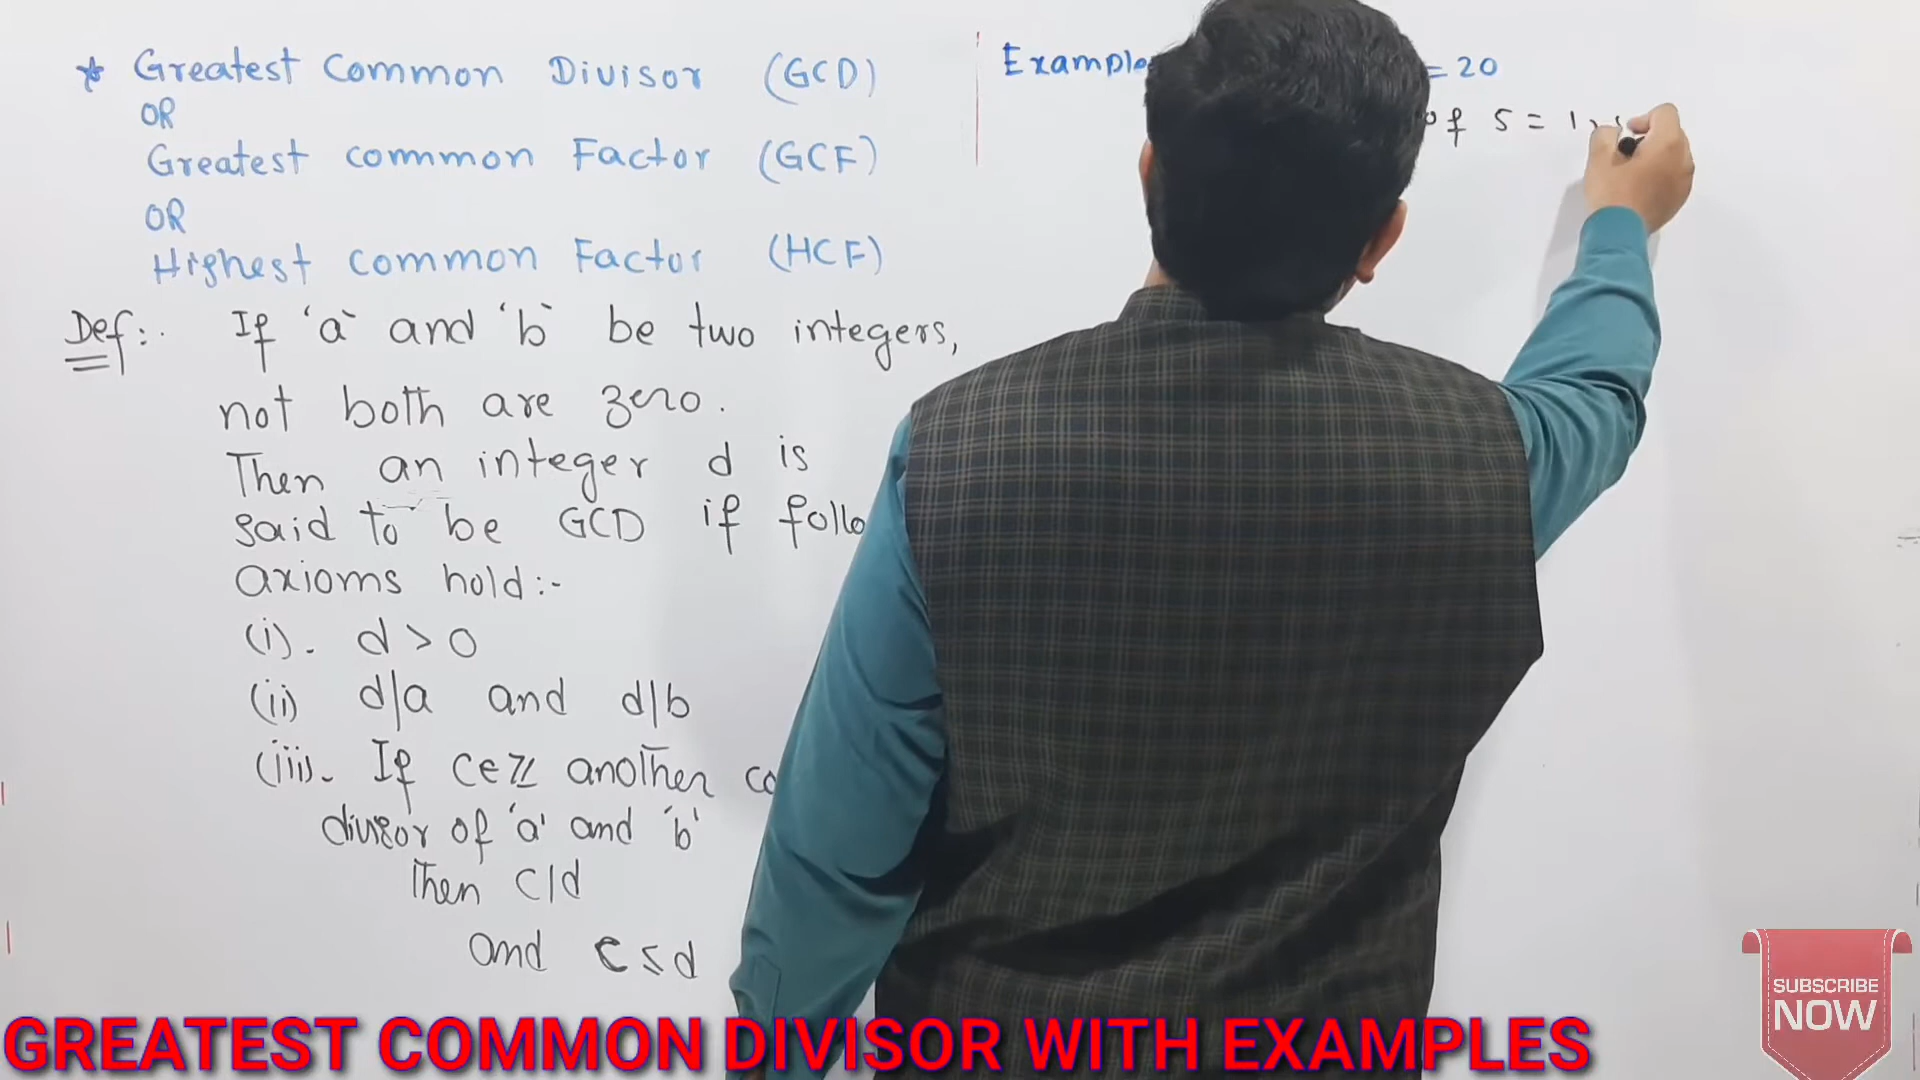 * Greatest Common Divisor (GCD)
OR
Greatest common Factor (GCF)
OR
Highest common Factor (HCF)
Def:. If 'a' and 'b' be two integers,
not both are zero.
Then an integer d is
said to be GCD if follo
axioms hold:-
(i). d > 0
(ii) d|a and d|b
(iii). If c∈ℤ another co
divisor of 'a' and 'b'
Then c|d
and c ≤ d
Example = 20
of 5 = 1,
GREATEST COMMON DIVISOR WITH EXAMPLES
SUBSCRIBE
NOW